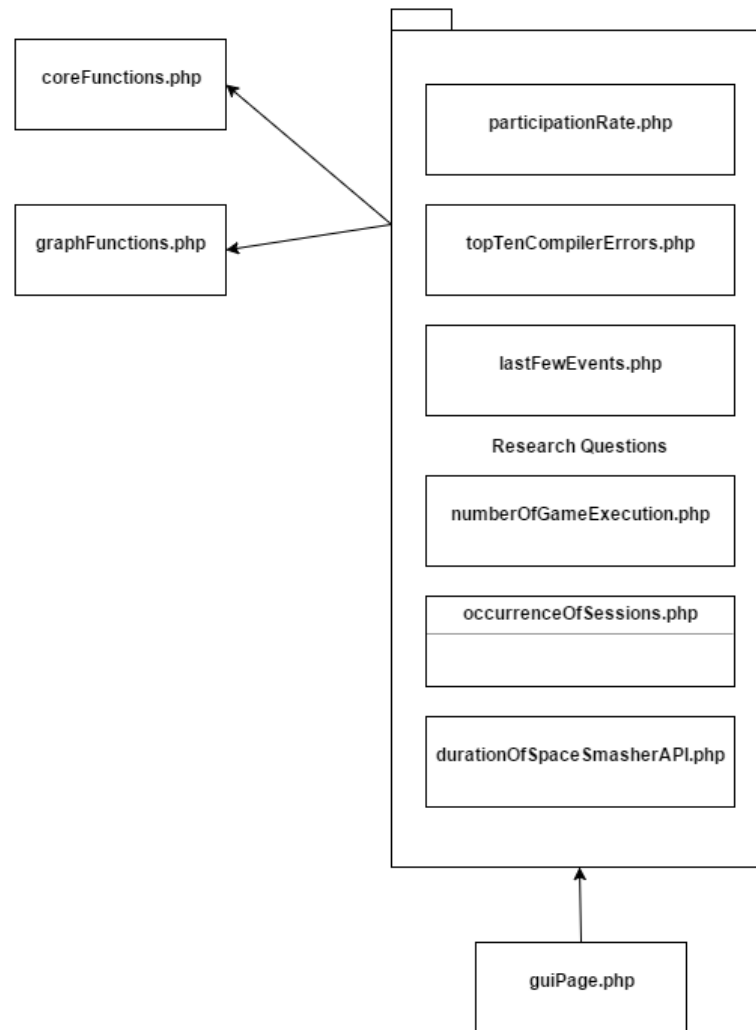 coreFunctions.php
graphFunctions.php
participationRate.php
topTenCompilerErrors.php
lastFewEvents.php
Research Questions
numberOfGameExecution.php
occurrenceOfSessions.php
durationOfSpaceSmasherAPI.php
guiPage.php